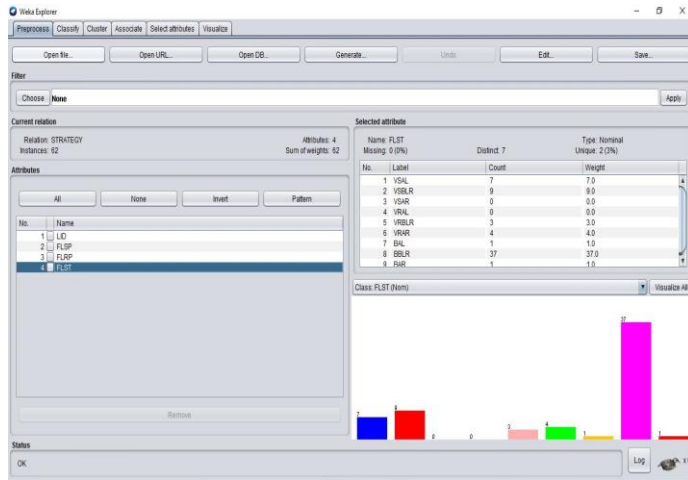 Weka Explorer
Preprocess Classify Cluster Associate Select attributes Visualize
Open file... Open URL... Open DB... Generate... Undo Edit... Save...
Filter
Choose None Apply
Current relation
Relation: STRATEGY Attributes: 4
Instances: 62 Sum of weights: 62
Attributes
All None Invert Pattern
No. Name
1 LID
2 FLSP
3 FLRP
4 FLST
Remove
Selected attribute
Name: FLST Type: Nominal
Missing: 0 (0%) Distinct: 7 Unique: 2 (3%)
No. Label Count Weight
1 VSAL 7 7.0
2 VSBLR 9 9.0
3 VSAR 0 0.0
4 VRAL 0 0.0
5 VRBLR 3 3.0
6 VRAR 4 4.0
7 BAL 1 1.0
8 BBLR 37 37.0
9 BAR 1 1.0
Class: FLST (Nom) Visualize All
7 9 0 0 3 4 1 37 1
Status
OK Log